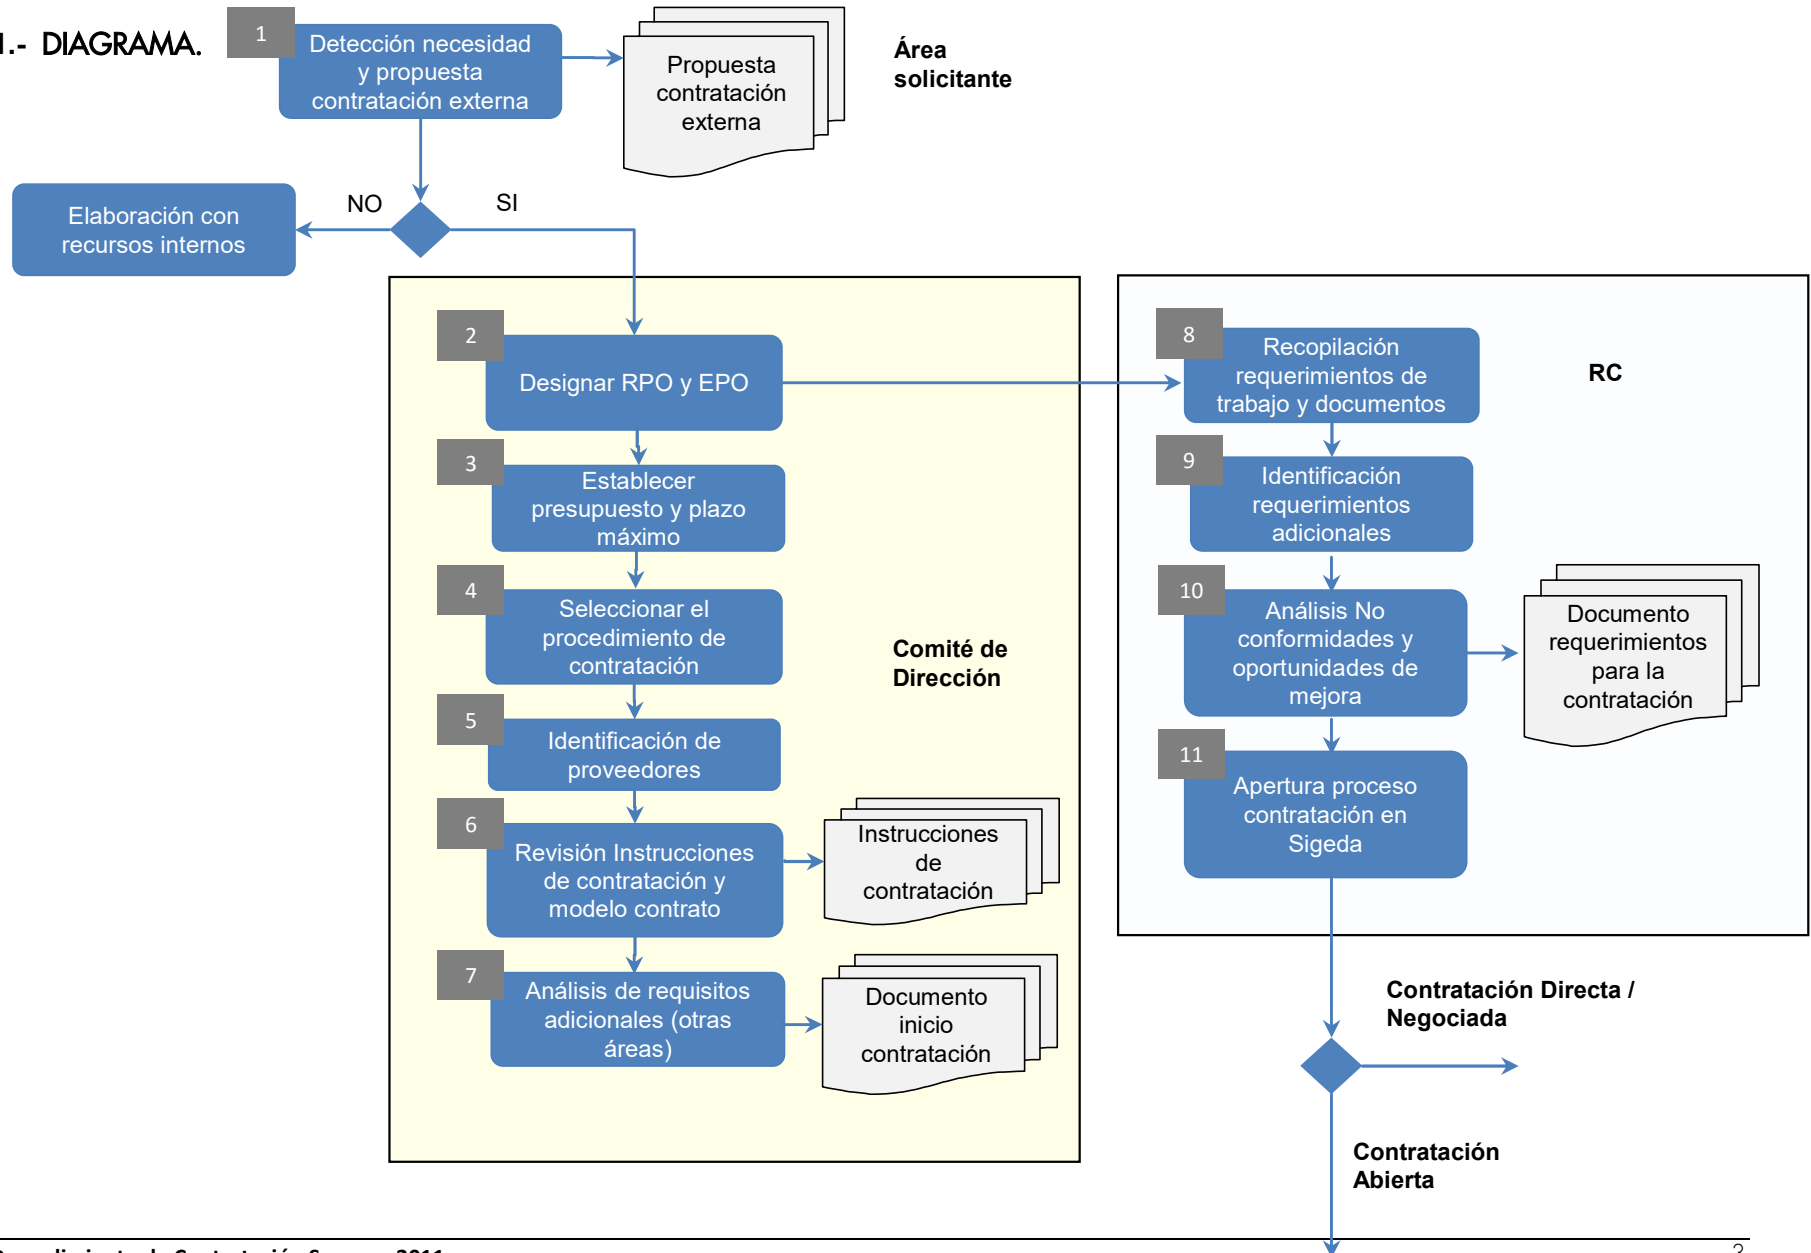 1.- DIAGRAMA.
1
Detección necesidad
y propuesta
contratación externa
Propuesta
contratación
externa
Área
solicitante
NO
SI
Elaboración con
recursos internos
2
Designar RPO y EPO
3
Establecer
presupuesto y plazo
máximo
4
Seleccionar el
procedimiento de
contratación
Comité de
Dirección
5
Identificación de
proveedores
6
Revisión Instrucciones
de contratación y
modelo contrato
Instrucciones
de
contratación
7
Análisis de requisitos
adicionales (otras
áreas)
Documento
inicio
contratación
8
Recopilación
requerimientos de
trabajo y documentos
RC
9
Identificación
requerimientos
adicionales
10
Análisis No
conformidades y
oportunidades de
mejora
Documento
requerimientos
para la
contratación
11
Apertura proceso
contratación en
Sigeda
Contratación Directa /
Negociada
Contratación
Abierta